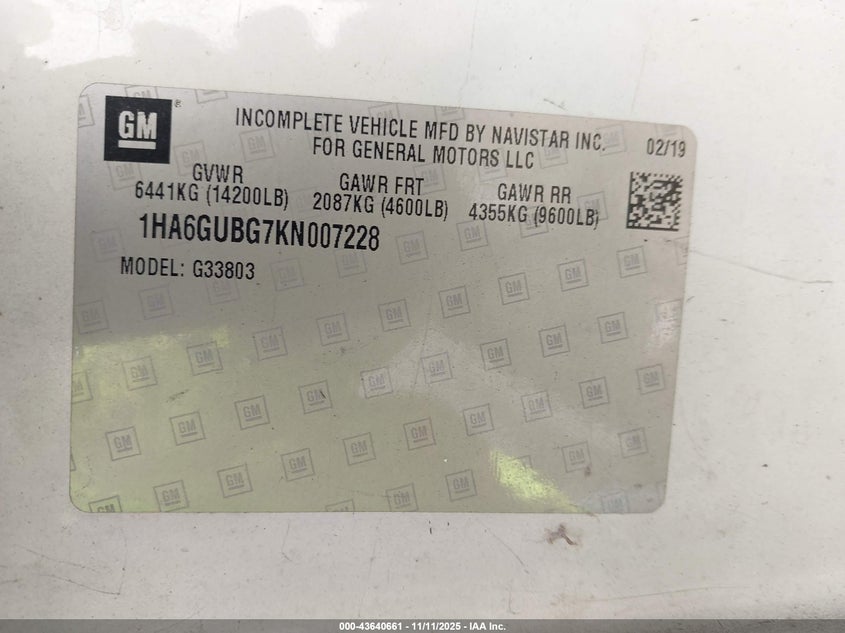 GM
INCOMPLETE VEHICLE MFD BY NAVISTAR INC.
FOR GENERAL MOTORS LLC
02/19
GVWR
6441KG (14200LB)
GAWR FRT
2087KG (4600LB)
GAWR RR
4355KG (9600LB)
1HA6GUBG7KN007228
MODEL: G33803
000-43640661 - 11/11/2025 - IAA Inc.